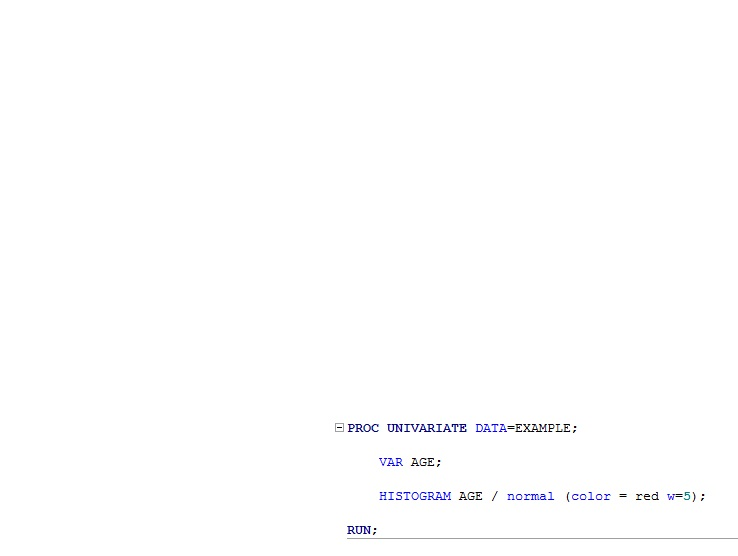 PROC UNIVARIATE DATA=EXAMPLE;
VAR AGE;
HISTOGRAM AGE / normal (color = red w=5);
RUN;